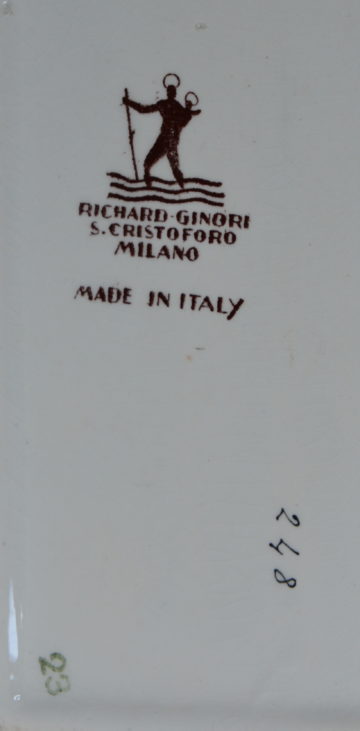 RICHARD-GINORI
S. CRISTOFORO
MILANO
MADE IN ITALY
248
23